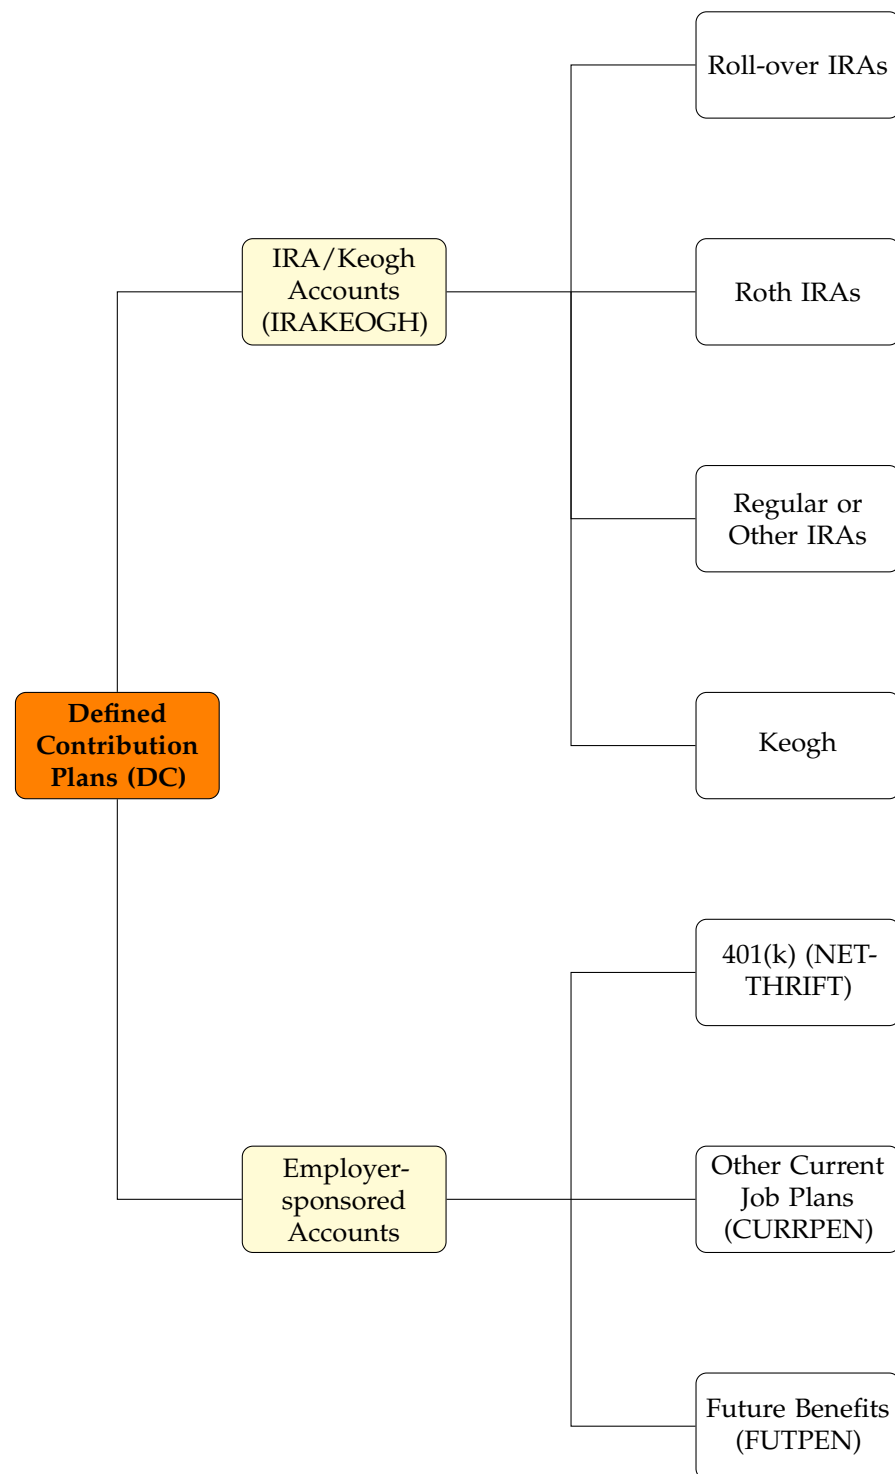 Roll-over IRAs
IRA/Keogh
Accounts
(IRAKEOGH)
Roth IRAs
Regular or
Other IRAs
Defined
Contribution
Plans (DC)
Keogh
401(k) (NET-
THRIFT)
Employer-
sponsored
Accounts
Other Current
Job Plans
(CURRPEN)
Future Benefits
(FUTPEN)